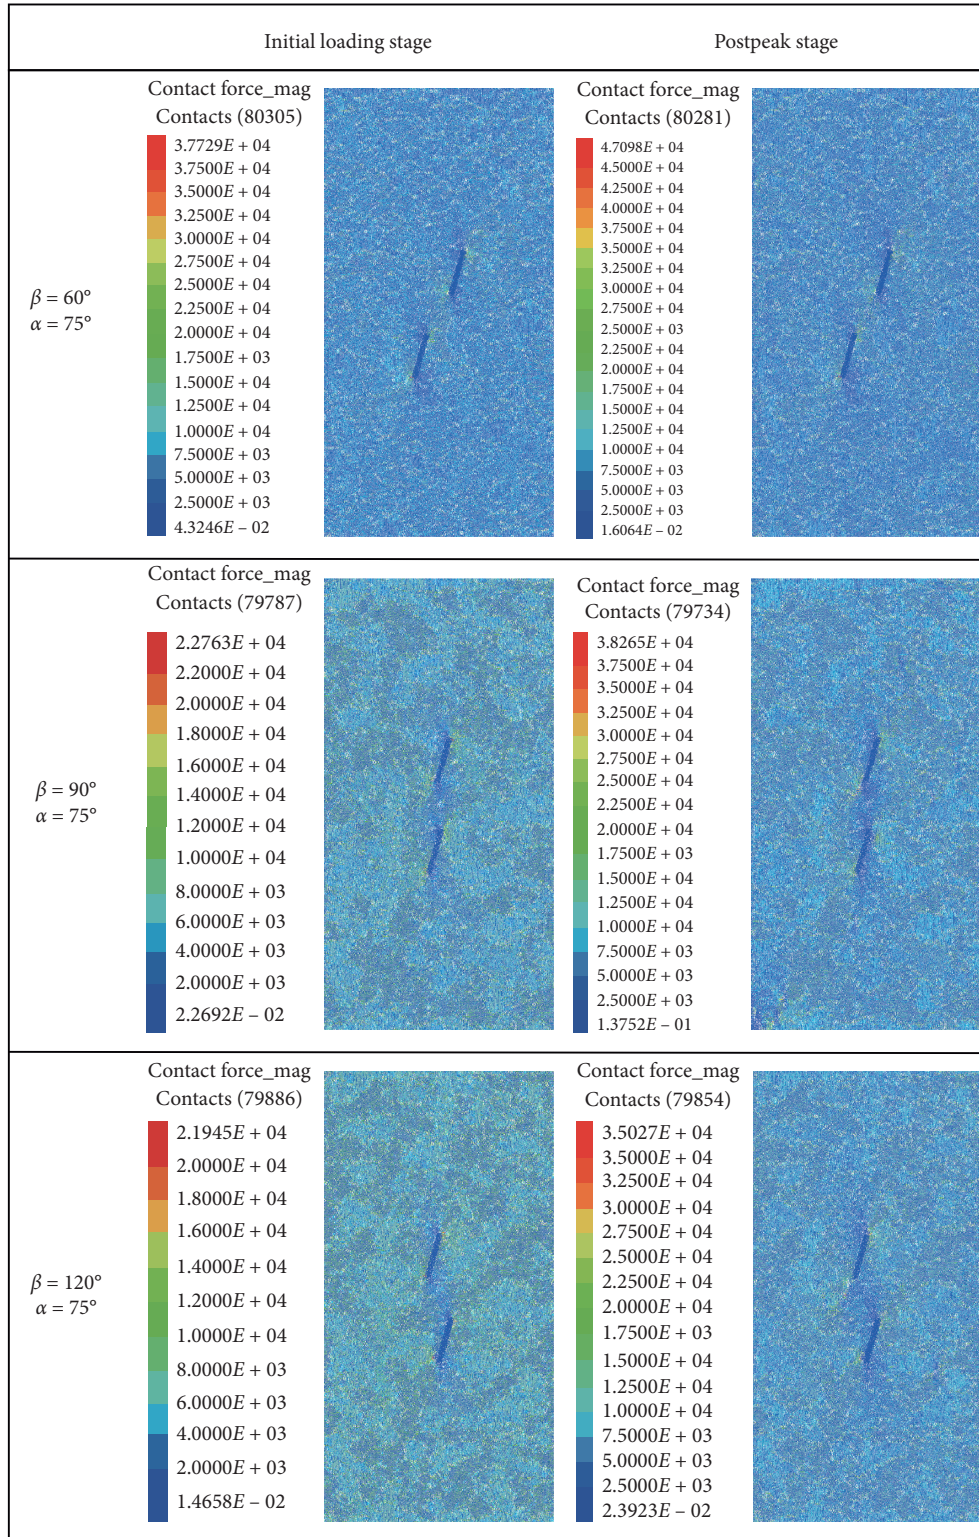 Initial loading stage
Postpeak stage
β = 60°
α = 75°
Contact force_mag
Contacts (80305)
3.7729E + 04
3.7500E + 04
3.5000E + 04
3.2500E + 04
3.0000E + 04
2.7500E + 04
2.5000E + 04
2.2500E + 04
2.0000E + 04
1.7500E + 03
1.5000E + 04
1.2500E + 04
1.0000E + 04
7.5000E + 03
5.0000E + 03
2.5000E + 03
4.3246E – 02
Contact force_mag
Contacts (80281)
4.7098E + 04
4.5000E + 04
4.2500E + 04
4.0000E + 04
3.7500E + 04
3.5000E + 04
3.2500E + 04
3.0000E + 04
2.7500E + 04
2.5000E + 03
2.2500E + 04
2.0000E + 04
1.7500E + 04
1.5000E + 04
1.2500E + 04
1.0000E + 04
7.5000E + 03
5.0000E + 03
2.5000E + 03
1.6064E – 02
β = 90°
α = 75°
Contact force_mag
Contacts (79787)
2.2763E + 04
2.2000E + 04
2.0000E + 04
1.8000E + 04
1.6000E + 04
1.4000E + 04
1.2000E + 04
1.0000E + 04
8.0000E + 03
6.0000E + 03
4.0000E + 03
2.0000E + 03
2.2692E – 02
Contact force_mag
Contacts (79734)
3.8265E + 04
3.7500E + 04
3.5000E + 04
3.2500E + 04
3.0000E + 04
2.7500E + 04
2.5000E + 04
2.2500E + 04
2.0000E + 04
1.7500E + 03
1.5000E + 04
1.2500E + 04
1.0000E + 04
7.5000E + 03
5.0000E + 03
2.5000E + 03
1.3752E – 01
β = 120°
α = 75°
Contact force_mag
Contacts (79886)
2.1945E + 04
2.0000E + 04
1.8000E + 04
1.6000E + 04
1.4000E + 04
1.2000E + 04
1.0000E + 04
8.0000E + 03
6.0000E + 03
4.0000E + 03
2.0000E + 03
1.4658E – 02
Contact force_mag
Contacts (79854)
3.5027E + 04
3.5000E + 04
3.2500E + 04
3.0000E + 04
2.7500E + 04
2.5000E + 04
2.2500E + 04
2.0000E + 04
1.7500E + 03
1.5000E + 04
1.2500E + 04
1.0000E + 04
7.5000E + 03
5.0000E + 03
2.5000E + 03
2.3923E – 02